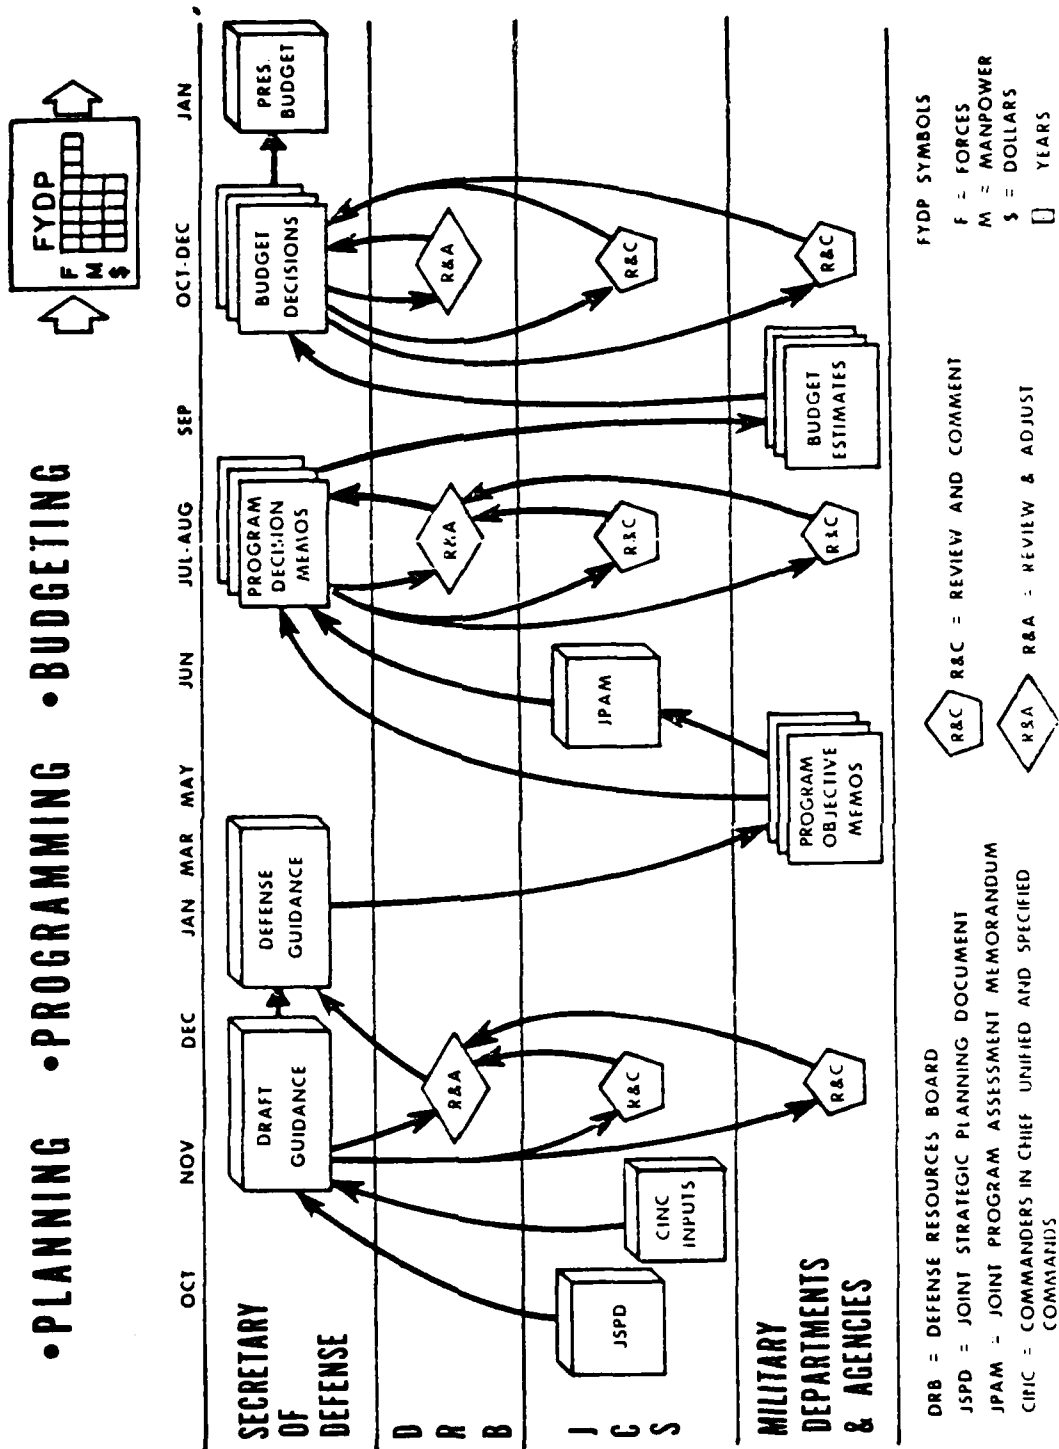 •PLANNING •PROGRAMMING •BUDGETING
FYDP
F
M
$
OCT NOV DEC JAN MAR MAY JUN JUL-AUG SEP OCT-DEC JAN
SECRETARY
OF
DEFENSE
DRAFT
GUIDANCE
DEFENSE
GUIDANCE
PROGRAM
DECISION
MEMOS
BUDGET
DECISIONS
PRES.
BUDGET
D
R
B
R&A
R&A
R&A
J
C
S
JSPD
CINC
INPUTS
R&C
JPAM
R&C
R&C
MILITARY
DEPARTMENTS
& AGENCIES
R&C
PROGRAM
OBJECTIVE
MEMOS
R&C
BUDGET
ESTIMATES
R&C
DRB = DEFENSE RESOURCES BOARD
JSPD = JOINT STRATEGIC PLANNING DOCUMENT
JPAM = JOINT PROGRAM ASSESSMENT MEMORANDUM
CINC = COMMANDERS IN CHIEF UNIFIED AND SPECIFIED
COMMANDS
R&C R&C = REVIEW AND COMMENT
R&A R&A = REVIEW & ADJUST
FYDP SYMBOLS
F = FORCES
M = MANPOWER
$ = DOLLARS
[] YEARS